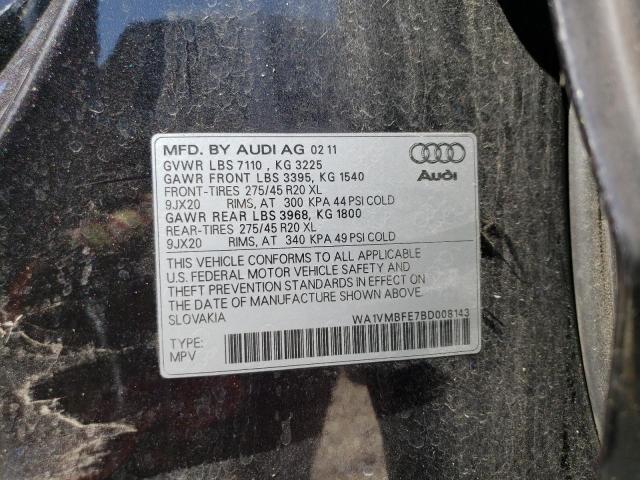 MFD. BY AUDI AG 02 11
GVWR LBS 7110 , KG 3225
GAWR FRONT LBS 3395, KG 1540
FRONT-TIRES 275/45 R20 XL
9JX20 RIMS, AT 300 KPA 44 PSI COLD
GAWR REAR LBS 3968, KG 1800
REAR-TIRES 275/45 R20 XL
9JX20 RIMS, AT 340 KPA 49 PSI COLD
Audi
THIS VEHICLE CONFORMS TO ALL APPLICABLE
U.S. FEDERAL MOTOR VEHICLE SAFETY AND
THEFT PREVENTION STANDARDS IN EFFECT ON
THE DATE OF MANUFACTURE SHOWN ABOVE.
SLOVAKIA WA1VMBFE7BD008143
TYPE:
MPV